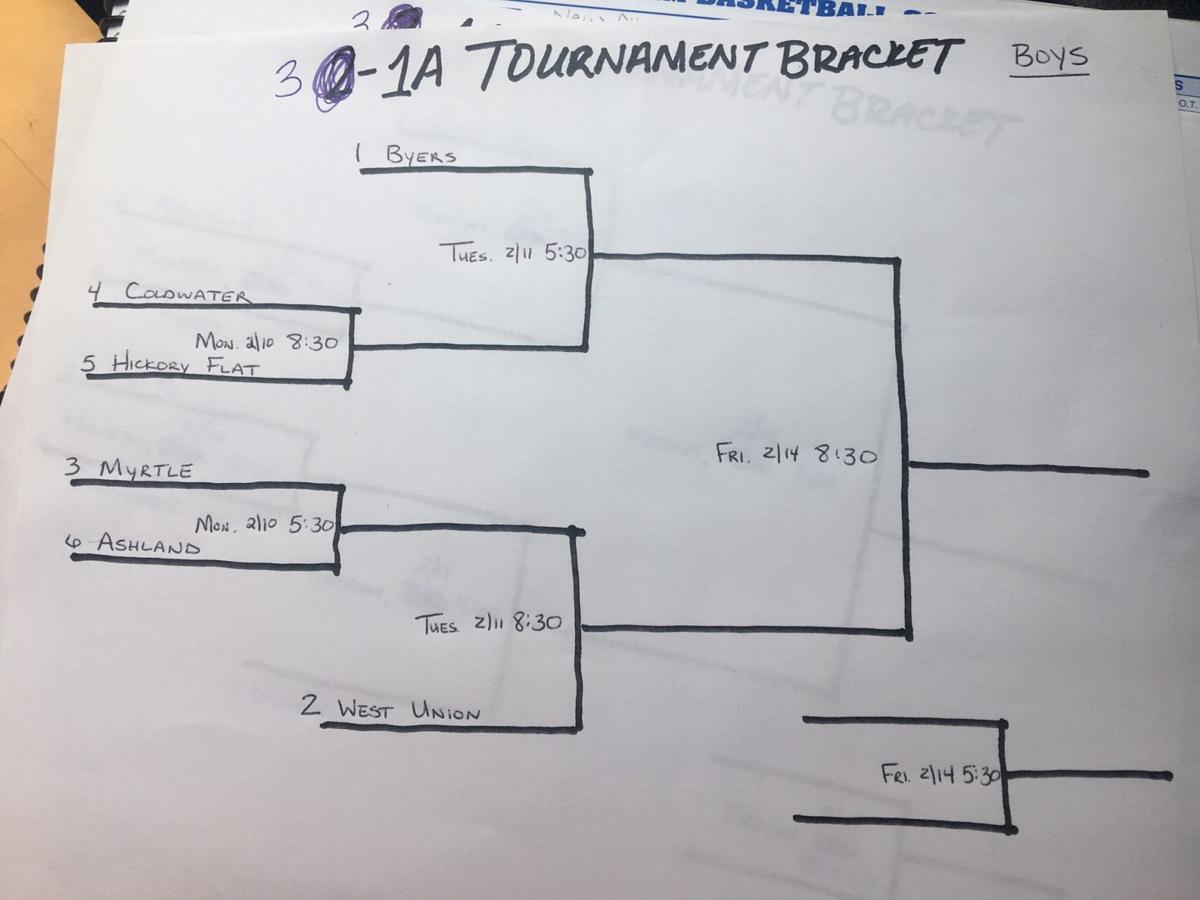 BASKETBALL
3
3 -1A TOURNAMENT BRACKET BOYS
S
O.T.
1 BYERS
TUES. 2/11 5:30
4 COLDWATER
MON. 2/10 8:30
5 HICKORY FLAT
FRI. 2/14 8:30
3 MYRTLE
MON. 2/10 5:30
6 ASHLAND
TUES. 2/11 8:30
2 WEST UNION
FRI. 2/14 5:30